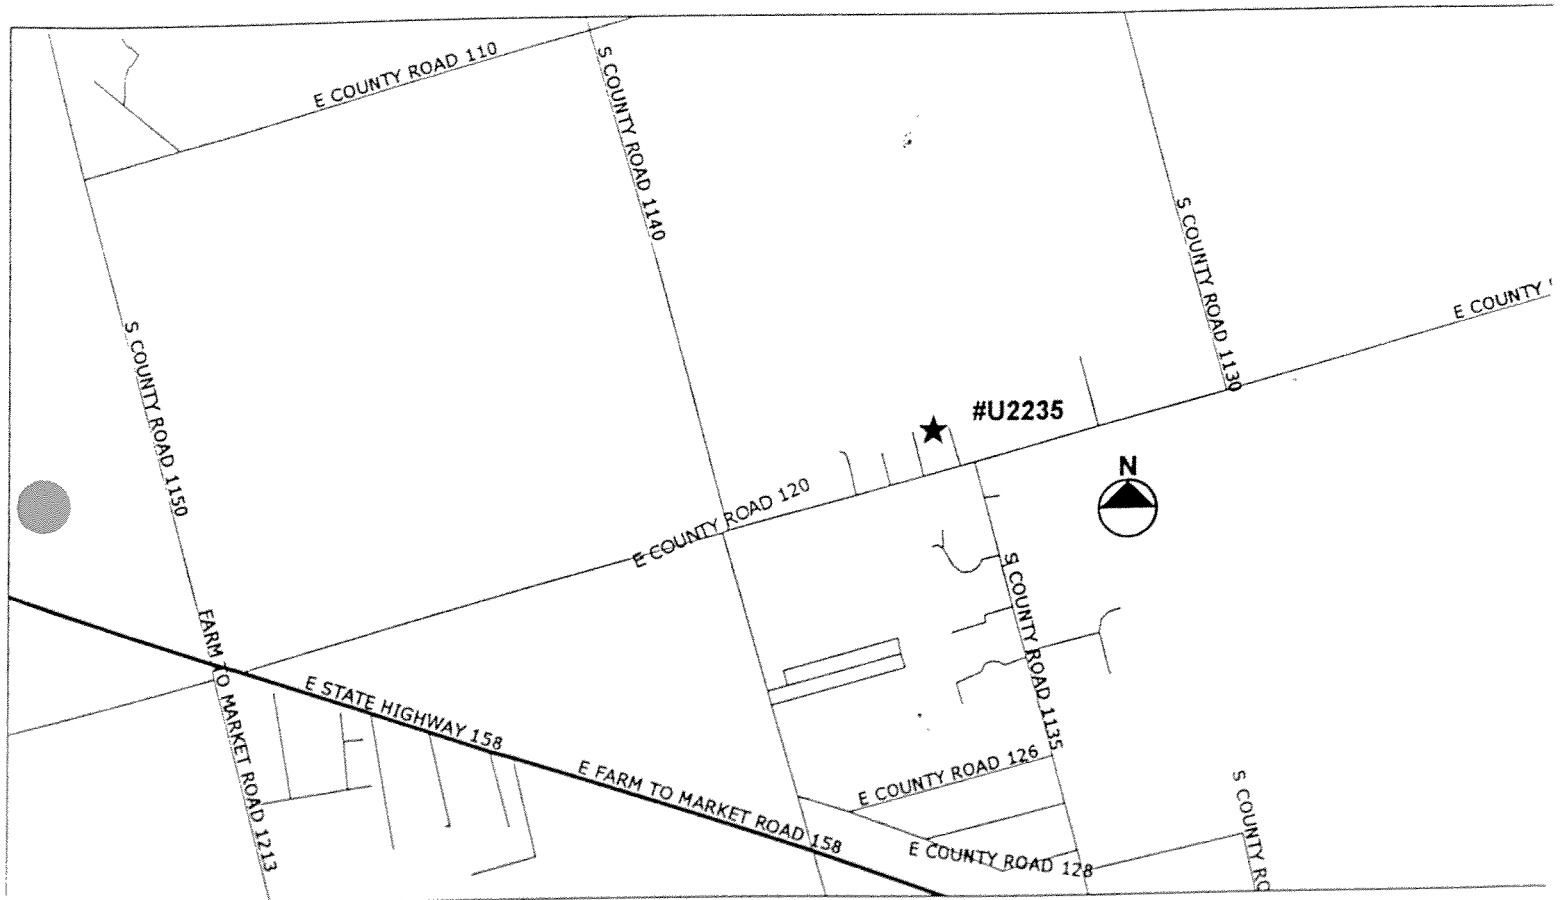 E COUNTY ROAD 110
S COUNTY ROAD 1140
S COUNTY ROAD 1130
E COUNTY
S COUNTY ROAD 1150
#U2235
N
E COUNTY ROAD 120
S COUNTY ROAD 1135
FARM TO MARKET ROAD 1213
E STATE HIGHWAY 158
E FARM TO MARKET ROAD 158
E COUNTY ROAD 126
E COUNTY ROAD 128
S COUNTY RO